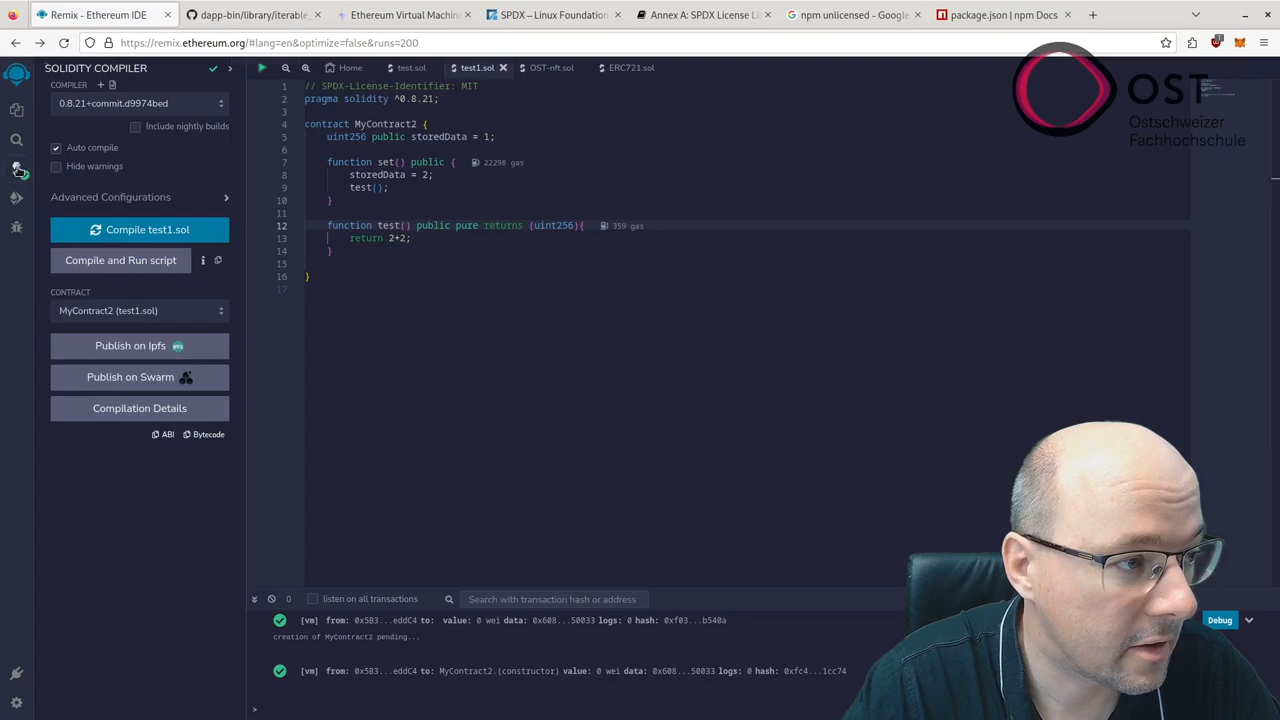 Remix - Ethereum IDE
dapp-bin/library/iterable_
Ethereum Virtual Machin
SPDX – Linux Foundation
Annex A: SPDX License Li
npm unlicensed - Google
package.json | npm Docs
https://remix.ethereum.org/#lang=en&optimize=false&runs=200
SOLIDITY COMPILER
Home
test.sol
test1.sol
OST-nft.sol
ERC721.sol
COMPILER
0.8.21+commit.d9974bed
Include nightly builds
Auto compile
Hide warnings
Advanced Configurations
Compile test1.sol
Compile and Run script
CONTRACT
MyContract2 (test1.sol)
Publish on Ipfs
IPFS
Publish on Swarm
Compilation Details
ABI
Bytecode
1 // SPDX-License-Identifier: MIT
2 pragma solidity ^0.8.21;
3
4 contract MyContract2 {
5 uint256 public storedData = 1;
6
7 function set() public { 22298 gas
8 storedData = 2;
9 test();
10 }
11
12 function test() public pure returns (uint256){ 359 gas
13 return 2+2;
14 }
15
16 }
17
OST
Ostschweizer
Fachhochschule
0
listen on all transactions
Search with transaction hash or address
[vm] from: 0x5B3...eddC4 to: value: 0 wei data: 0x608...50033 logs: 0 hash: 0xf03...b540a
Debug
creation of MyContract2 pending...
[vm] from: 0x5B3...eddC4 to: MyContract2.(constructor) value: 0 wei data: 0x608...50033 logs: 0 hash: 0xfc4...1cc74
>